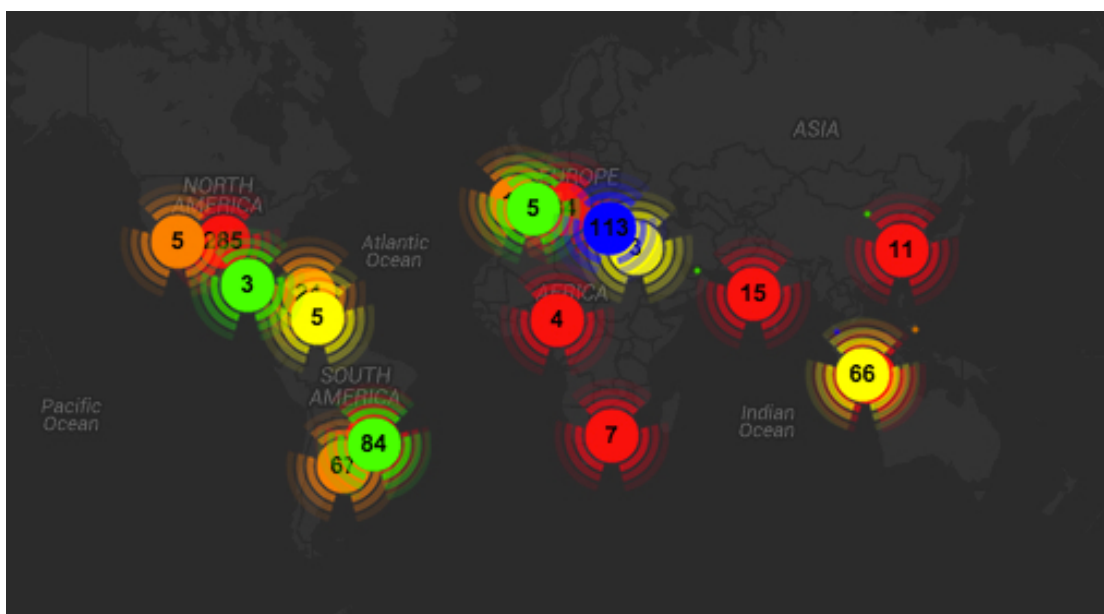 ASIA
EUROPE
NORTH
AMERICA
5
113
5
285
3
11
Atlantic
Ocean
3
15
AFRICA
5
4
66
SOUTH
AMERICA
Pacific
Ocean
Indian
Ocean
84
7
67